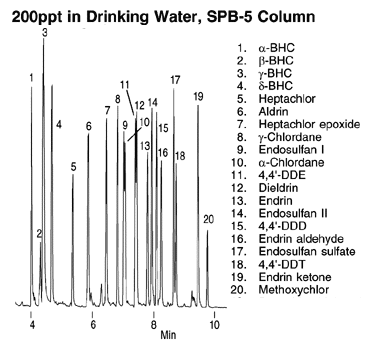 200ppt in Drinking Water, SPB-5 Column
3
1
2
4
5
6
7
8
9
10
11
12
13
14
15
16
17
18
19
20
1. α-BHC
2. β-BHC
3. γ-BHC
4. δ-BHC
5. Heptachlor
6. Aldrin
7. Heptachlor epoxide
8. γ-Chlordane
9. Endosulfan I
10. α-Chlordane
11. 4,4'-DDE
12. Dieldrin
13. Endrin
14. Endosulfan II
15. 4,4'-DDD
16. Endrin aldehyde
17. Endosulfan sulfate
18. 4,4'-DDT
19. Endrin ketone
20. Methoxychlor
4 6 8 10
Min